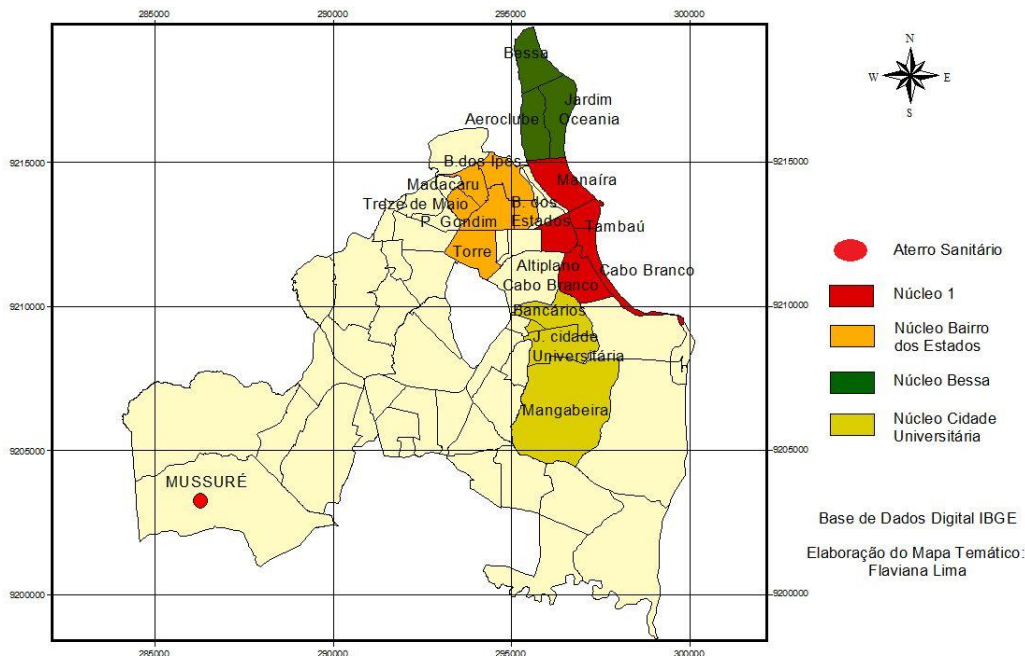 285000 290000 295000 300000
Bessa
Jardim
Oceania
Aeroclube
9215000
9215000
B.dos Ipês
Manaíra
Madacaru
Treze de Maio
B. dos
Estados
P. Gondim
Tambaú
Torre
Altiplano
Cabo Branco
Cabo Branco
9210000
9210000
Bancários
J. cidade
Universitária
Mangabeira
9205000
9205000
MUSSURÉ
9200000
9200000
285000 290000 295000 300000
N
W E
S
Aterro Sanitário
Núcleo 1
Núcleo Bairro
dos Estados
Núcleo Bessa
Núcleo Cidade
Universitária
Base de Dados Digital IBGE
Elaboração do Mapa Temático:
Flaviana Lima